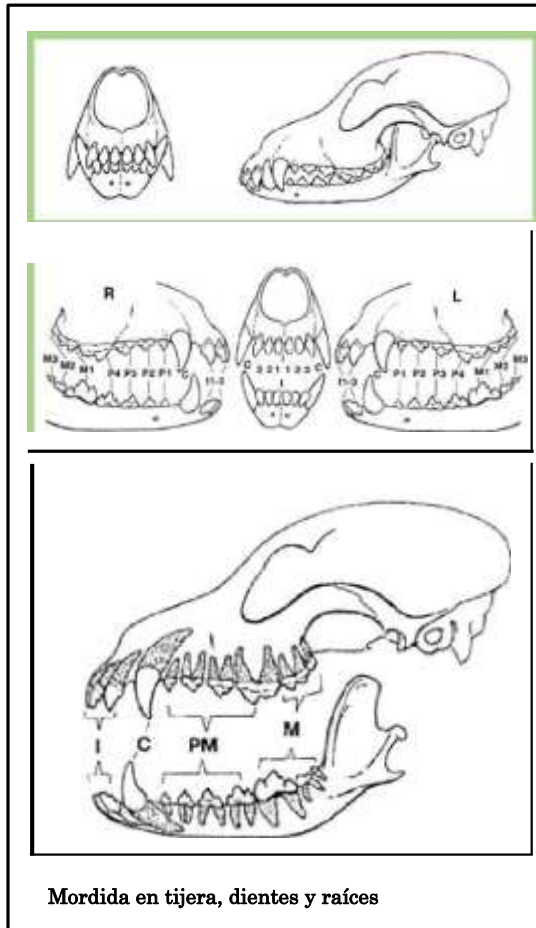 R
L
M3 M2 M1 P4 P3 P2 P1 C I1-3
C 3 2 1 1 2 3 C
I
I1-3 C P1 P2 P3 P4 M1 M2 M3
I C PM M
Mordida en tijera, dientes y raíces